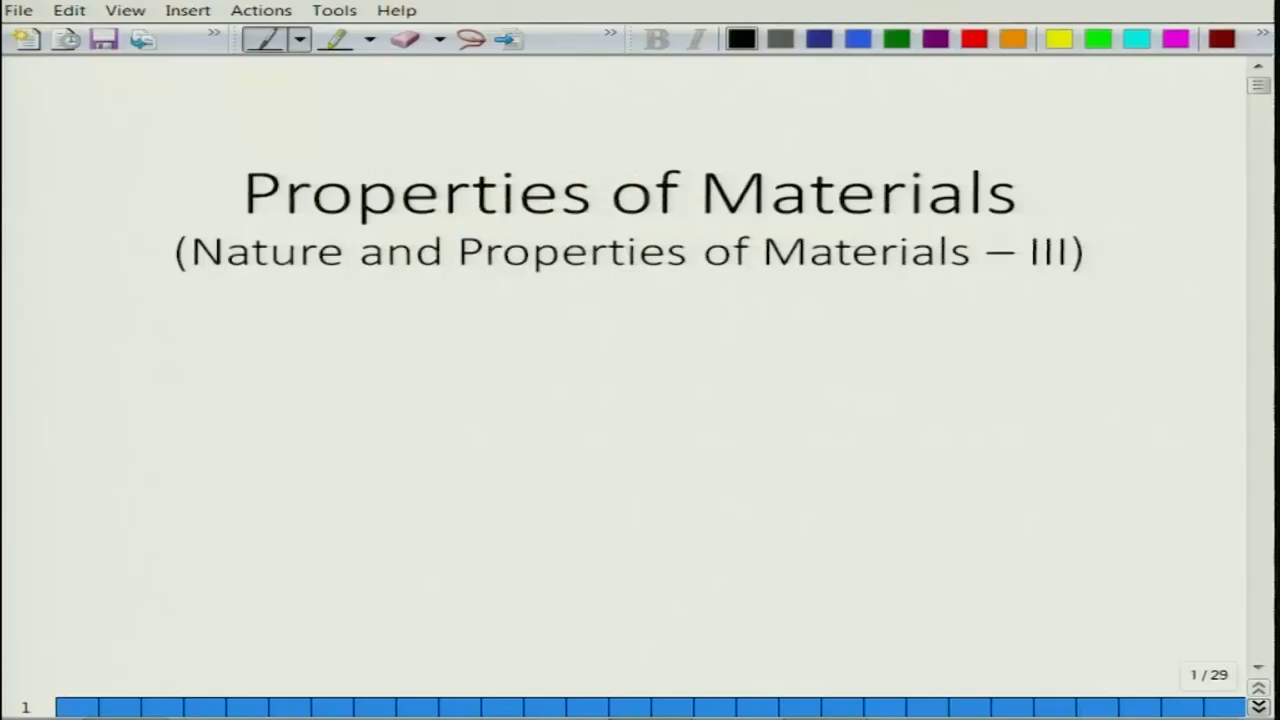 File Edit View Insert Actions Tools Help
B I
Properties of Materials
(Nature and Properties of Materials – III)
1 / 29
1